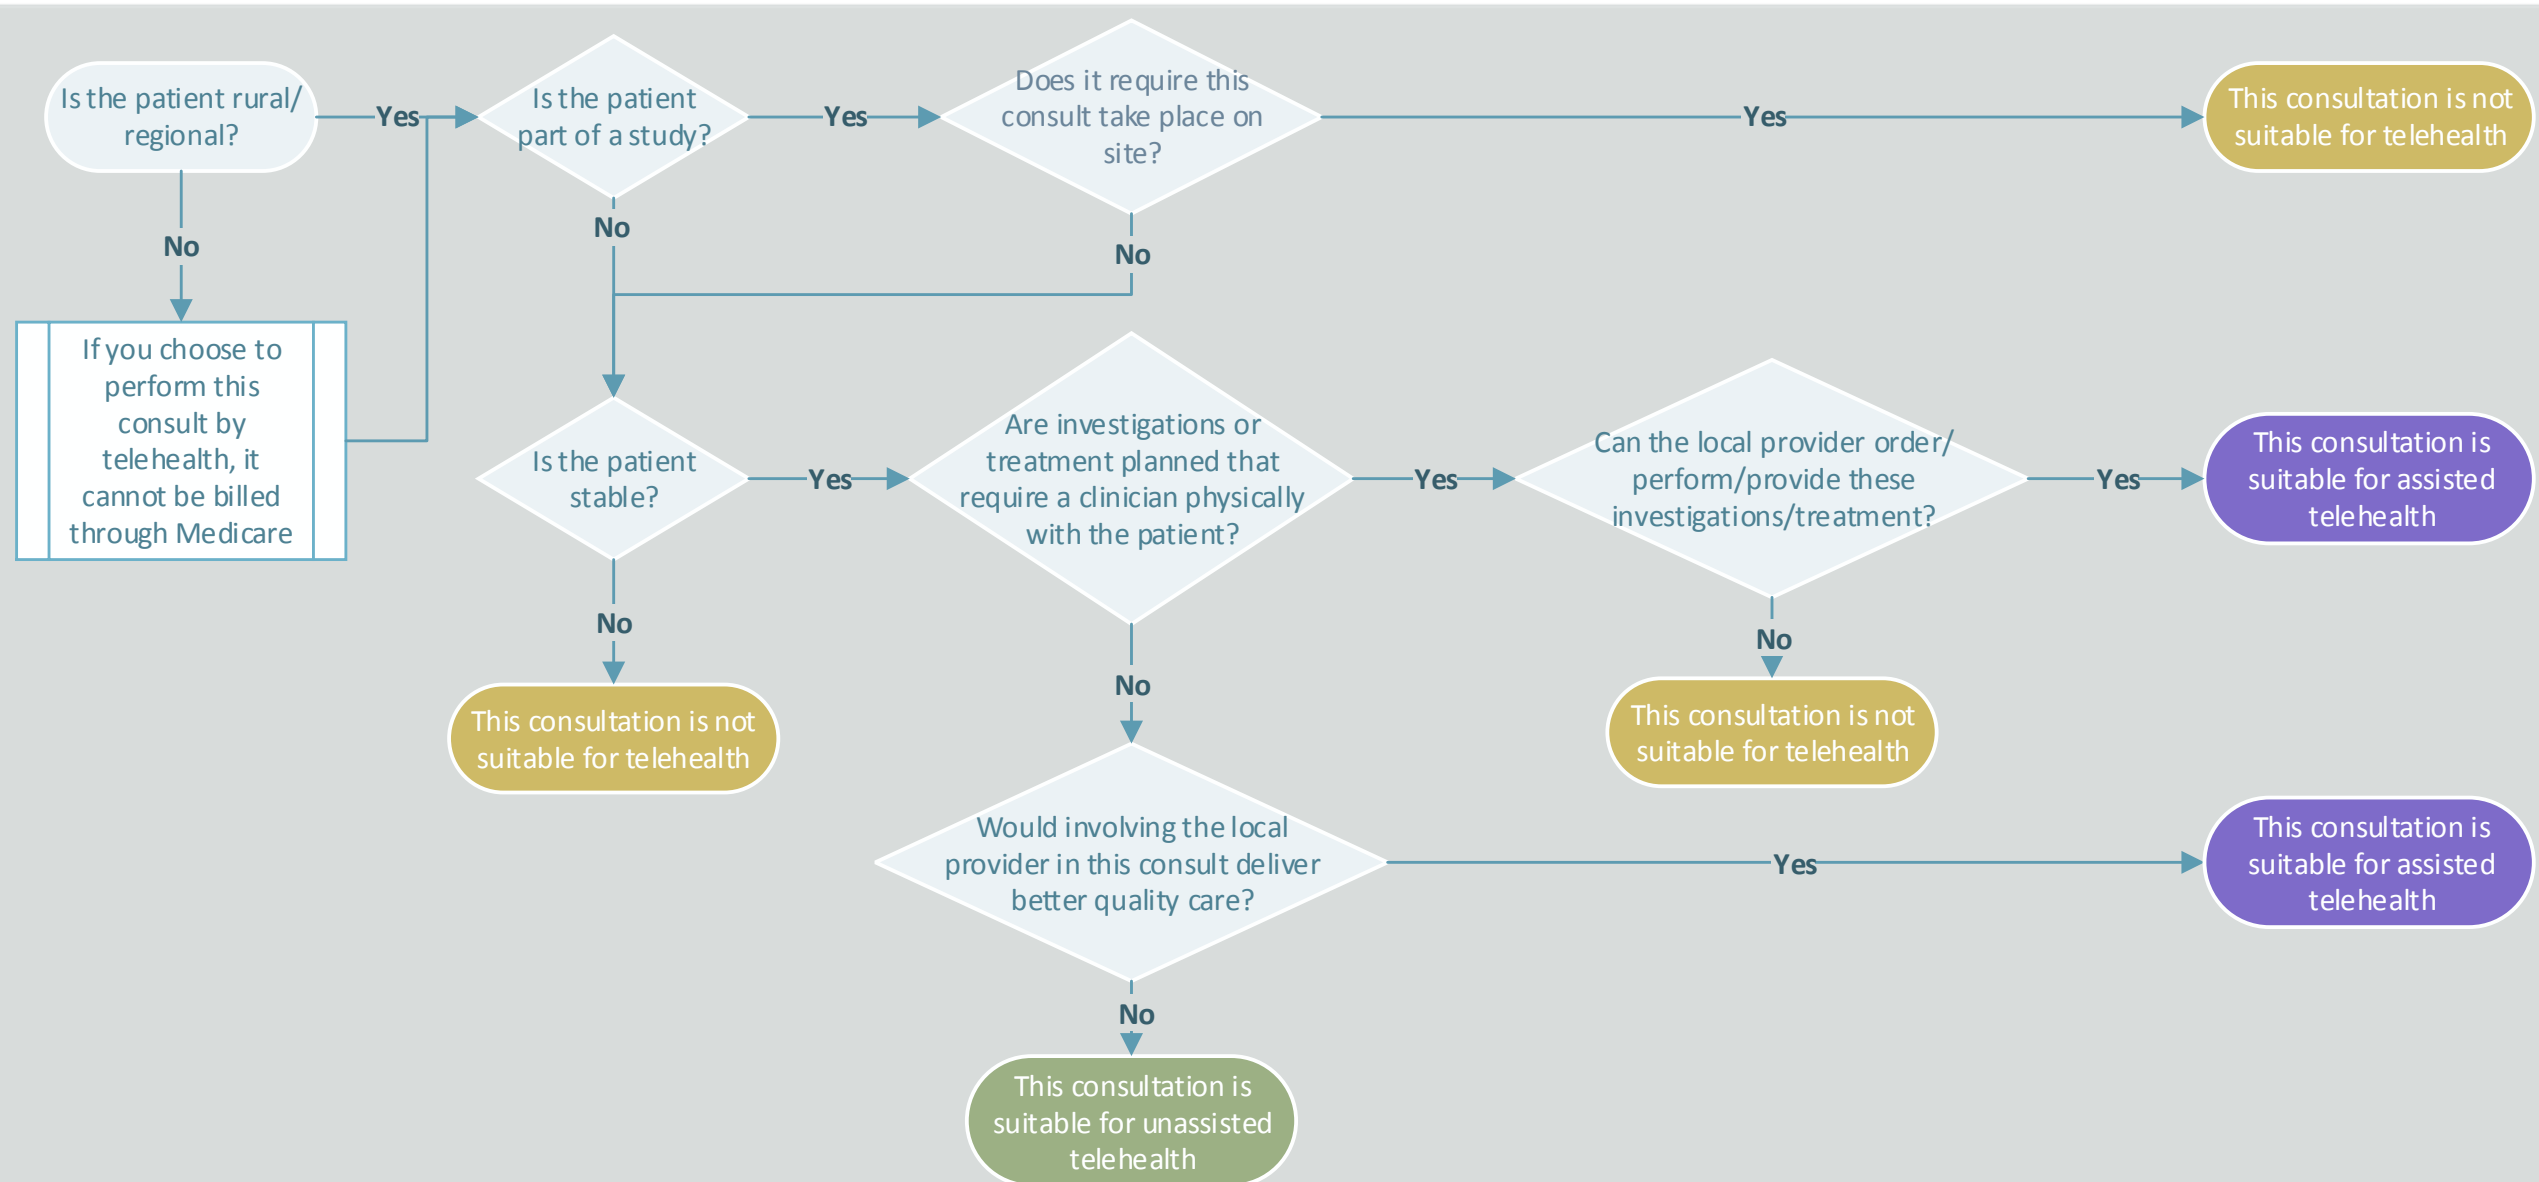 Is the patient rural/
regional?
Yes
Is the patient
part of a study?
Yes
Does it require this
consult take place on
site?
Yes
This consultation is not
suitable for telehealth
No
No
No
If you choose to
perform this
consult by
telehealth, it
cannot be billed
through Medicare
Is the patient
stable?
Yes
Are investigations or
treatment planned that
require a clinician physically
with the patient?
Yes
Can the local provider order/
perform/provide these
investigations/treatment?
Yes
This consultation is
suitable for assisted
telehealth
No
No
No
This consultation is not
suitable for telehealth
This consultation is not
suitable for telehealth
Would involving the local
provider in this consult deliver
better quality care?
Yes
This consultation is
suitable for assisted
telehealth
No
This consultation is
suitable for unassisted
telehealth